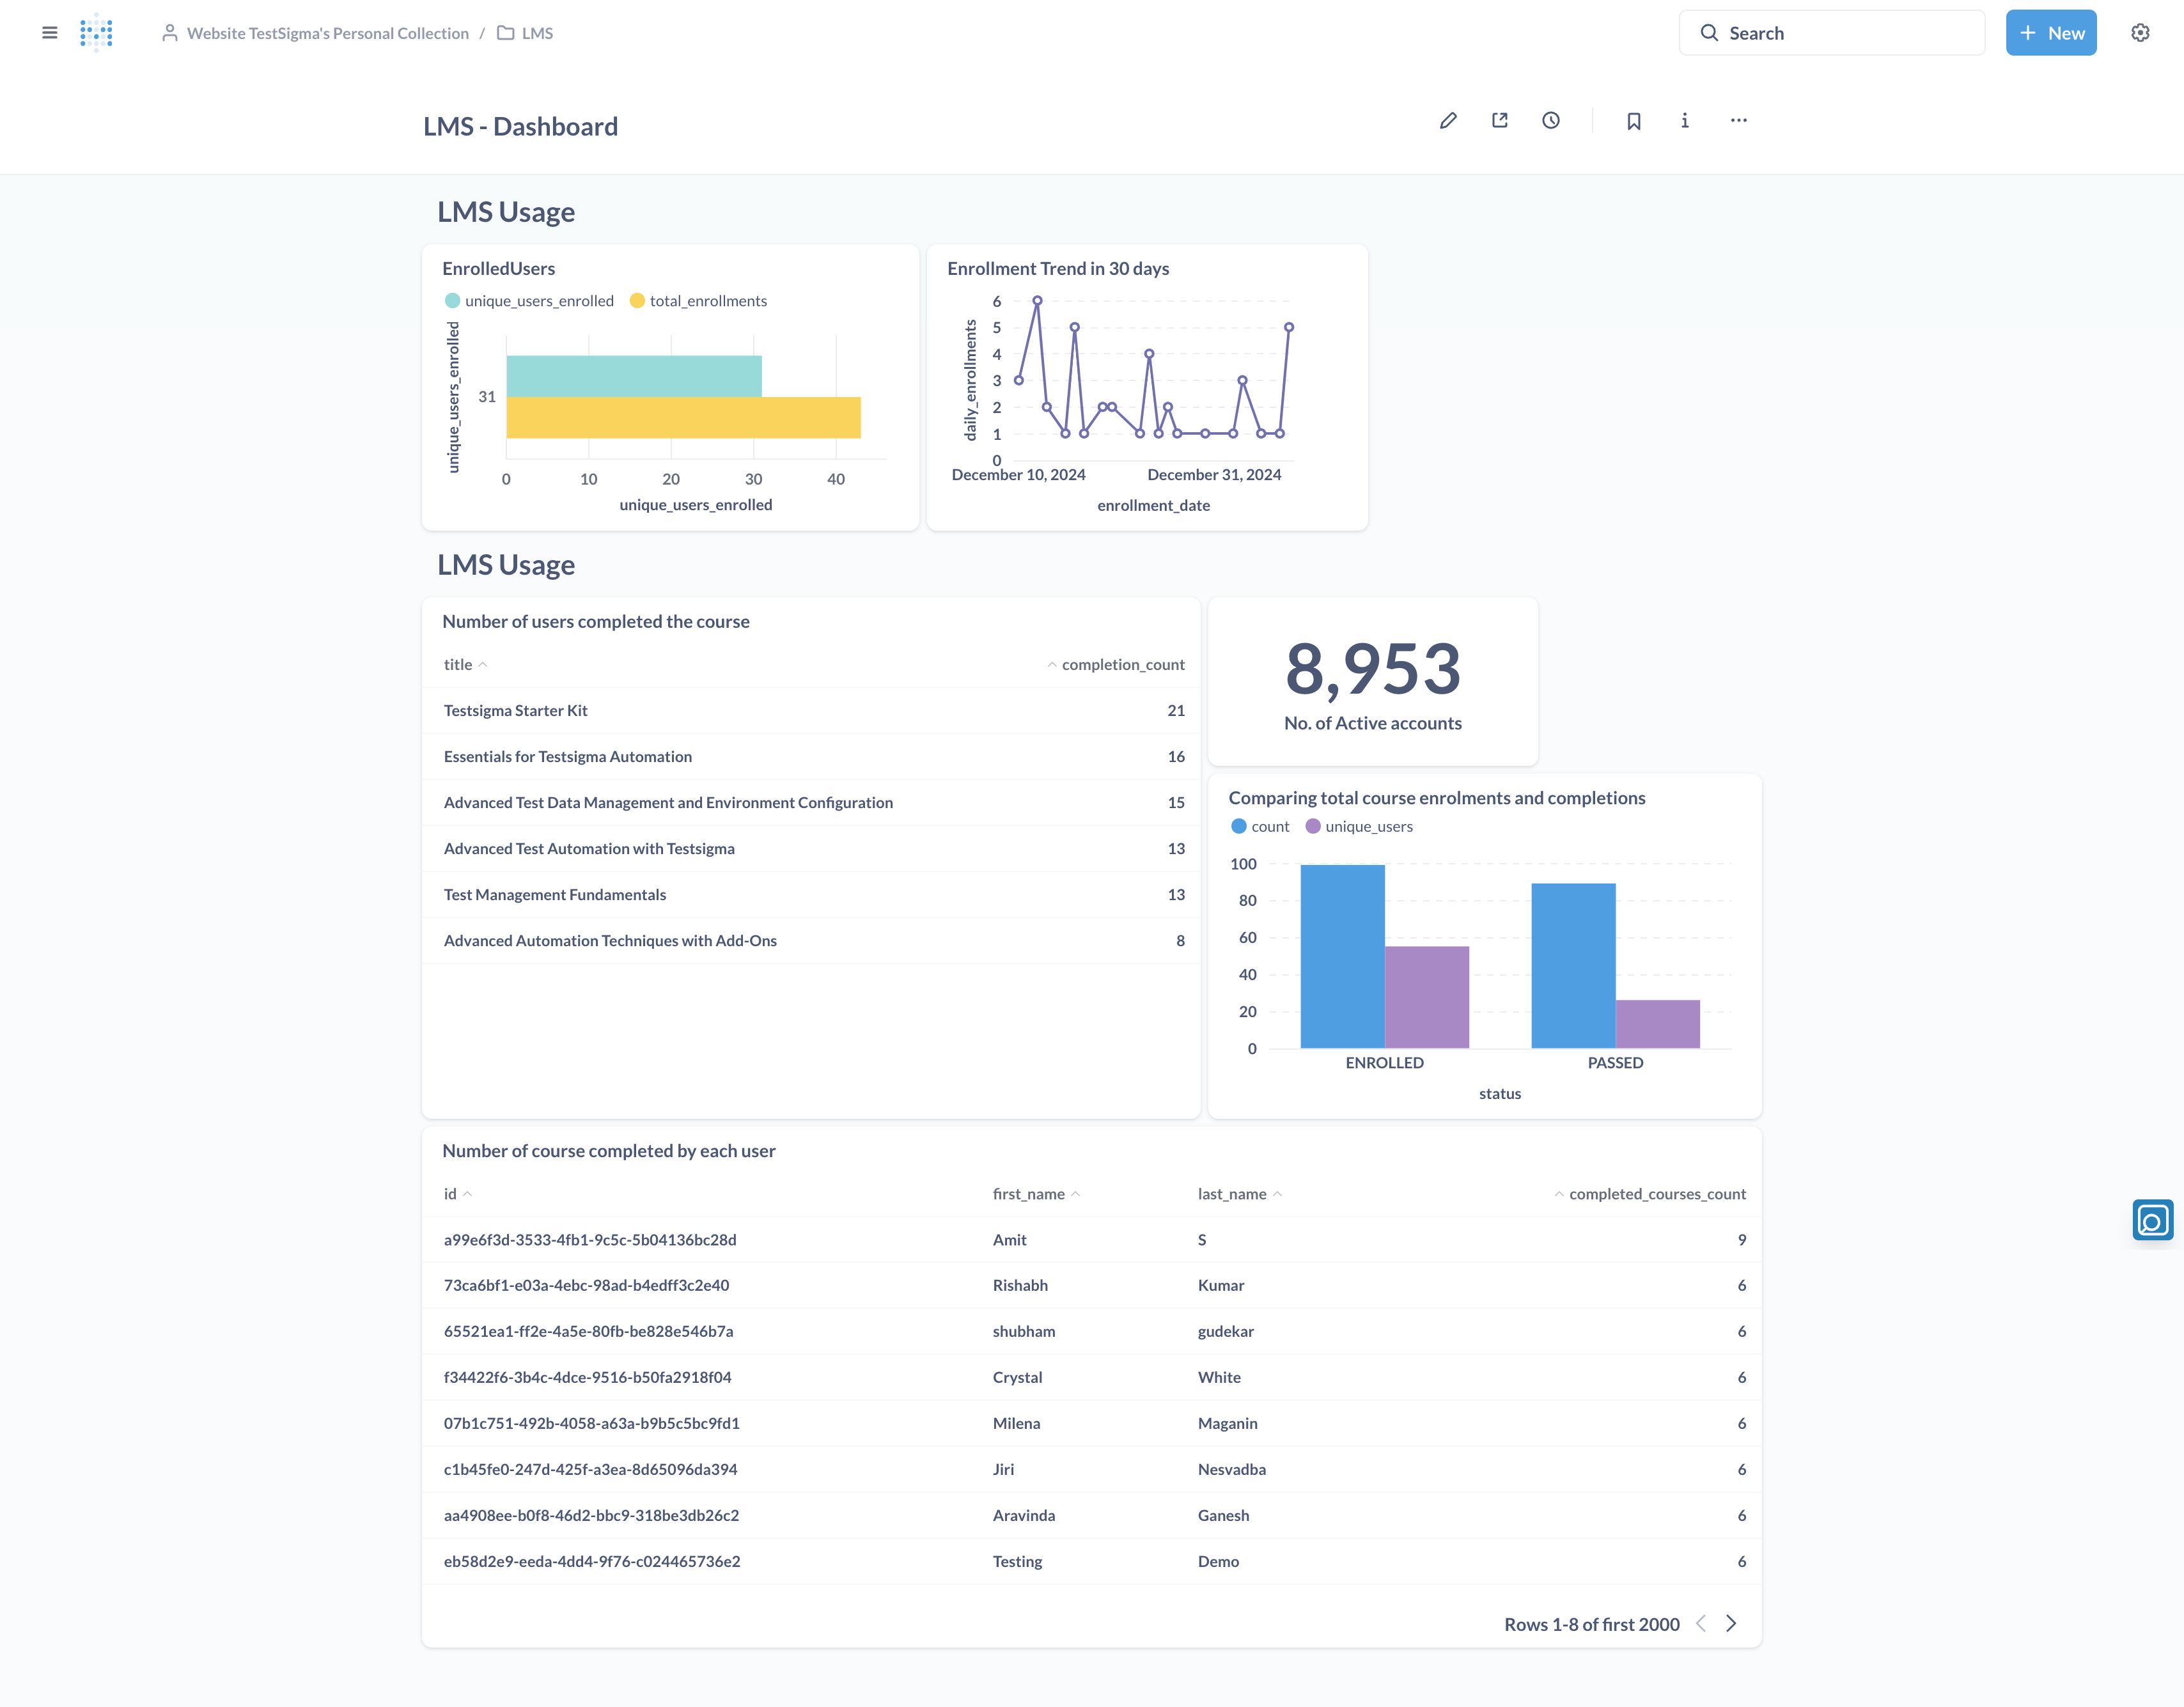 Website TestSigma's Personal Collection / LMS
Search
+ New
LMS - Dashboard
LMS Usage
EnrolledUsers
unique_users_enrolled total_enrollments
unique_users_enrolled
31
0 10 20 30 40
unique_users_enrolled
Enrollment Trend in 30 days
daily_enrollments
6
5
4
3
2
1
0
December 10, 2024 December 31, 2024
enrollment_date
LMS Usage
Number of users completed the course
title completion_count
Testsigma Starter Kit 21
Essentials for Testsigma Automation 16
Advanced Test Data Management and Environment Configuration 15
Advanced Test Automation with Testsigma 13
Test Management Fundamentals 13
Advanced Automation Techniques with Add-Ons 8
8,953
No. of Active accounts
Comparing total course enrolments and completions
count unique_users
100
80
60
40
20
0
ENROLLED PASSED
status
Number of course completed by each user
id first_name last_name completed_courses_count
a99e6f3d-3533-4fb1-9c5c-5b04136bc28d Amit S 9
73ca6bf1-e03a-4ebc-98ad-b4edff3c2e40 Rishabh Kumar 6
65521ea1-ff2e-4a5e-80fb-be828e546b7a shubham gudekar 6
f34422f6-3b4c-4dce-9516-b50fa2918f04 Crystal White 6
07b1c751-492b-4058-a63a-b9b5c5bc9fd1 Milena Maganin 6
c1b45fe0-247d-425f-a3ea-8d65096da394 Jiri Nesvadba 6
aa4908ee-b0f8-46d2-bbc9-318be3db26c2 Aravinda Ganesh 6
eb58d2e9-eeda-4dd4-9f76-c024465736e2 Testing Demo 6
Rows 1-8 of first 2000